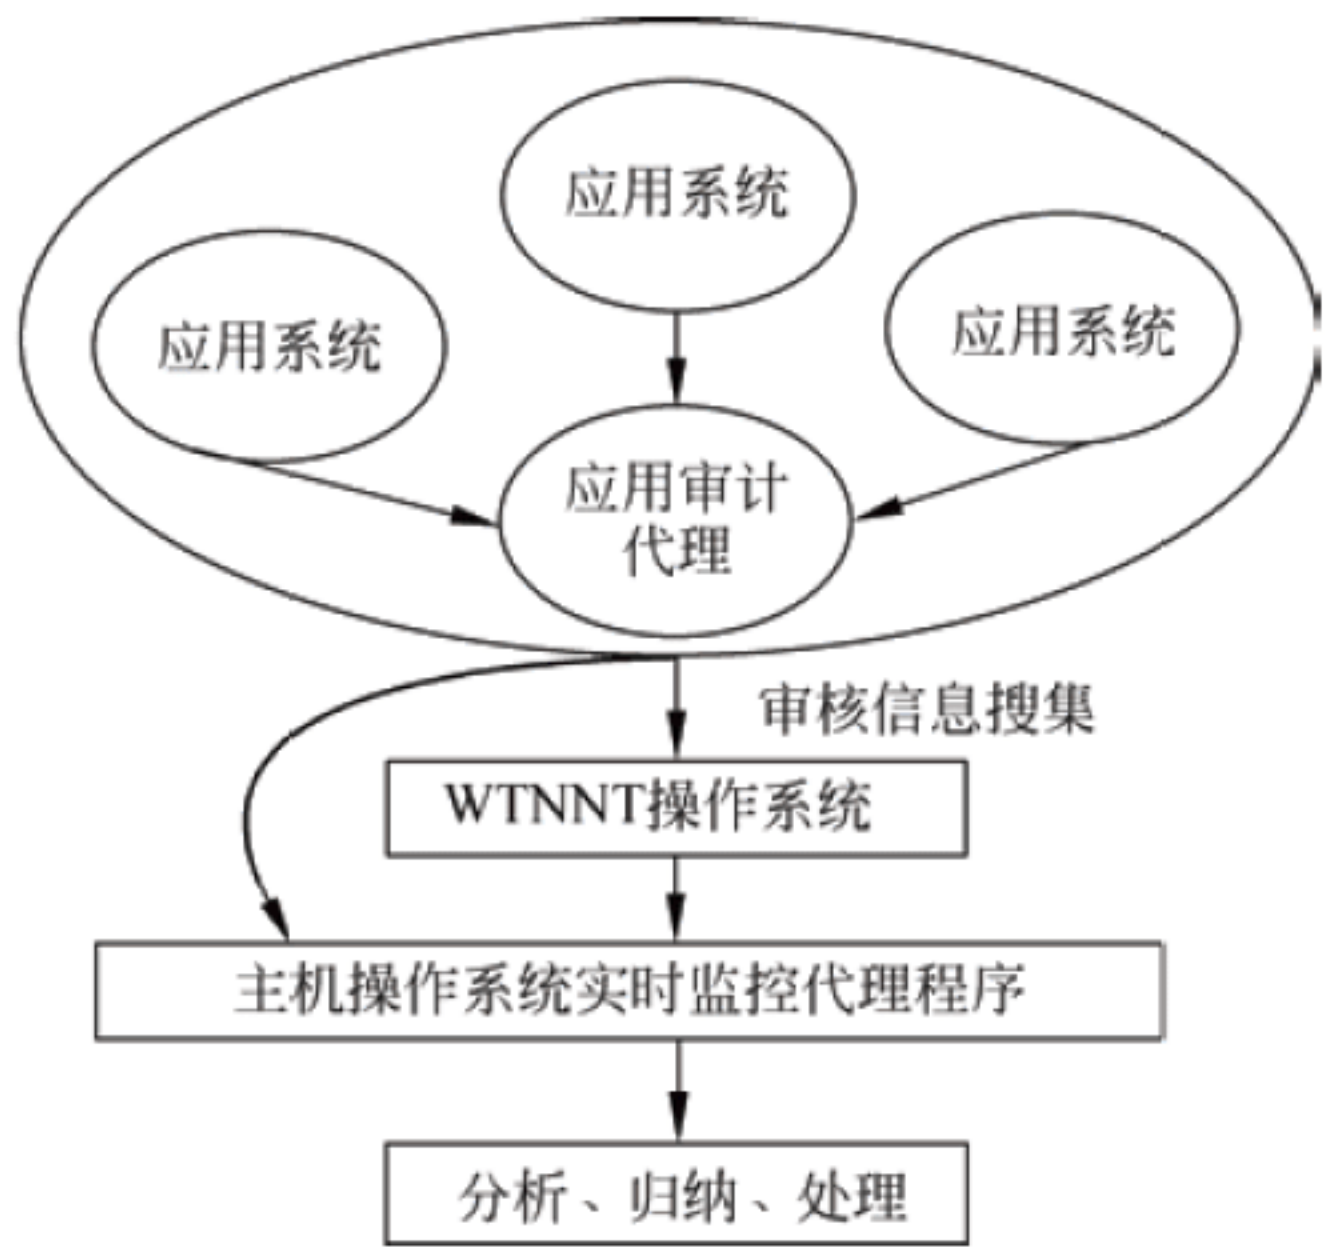 应用系统
应用系统
应用系统
应用审计
代理
审核信息搜集
WTNNT操作系统
主机操作系统实时监控代理程序
分析、归纳、处理